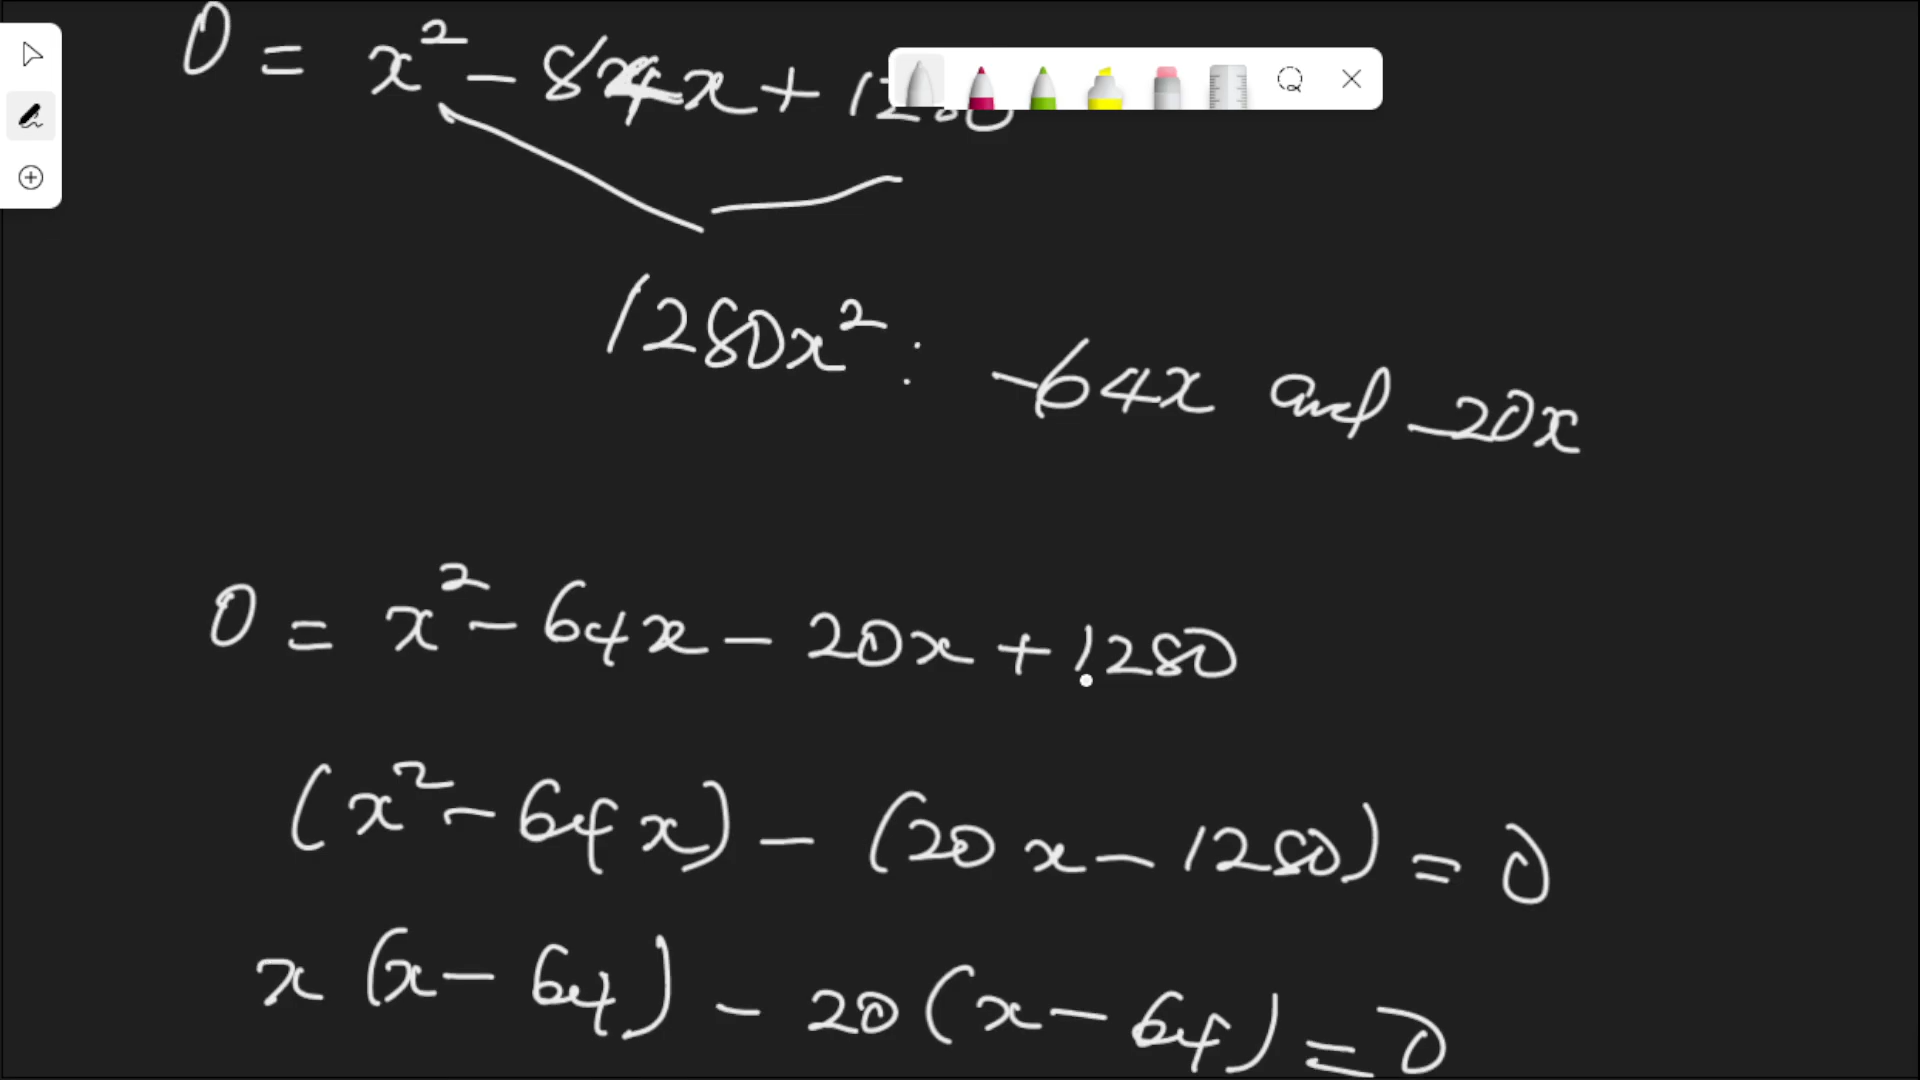 0 = x² - 84x + 1280
1280x² : -64x and -20x
0 = x² - 64x - 20x + 1280
(x² - 64x) - (20x - 1280) = 0
x (x - 64) - 20 (x - 64) = 0